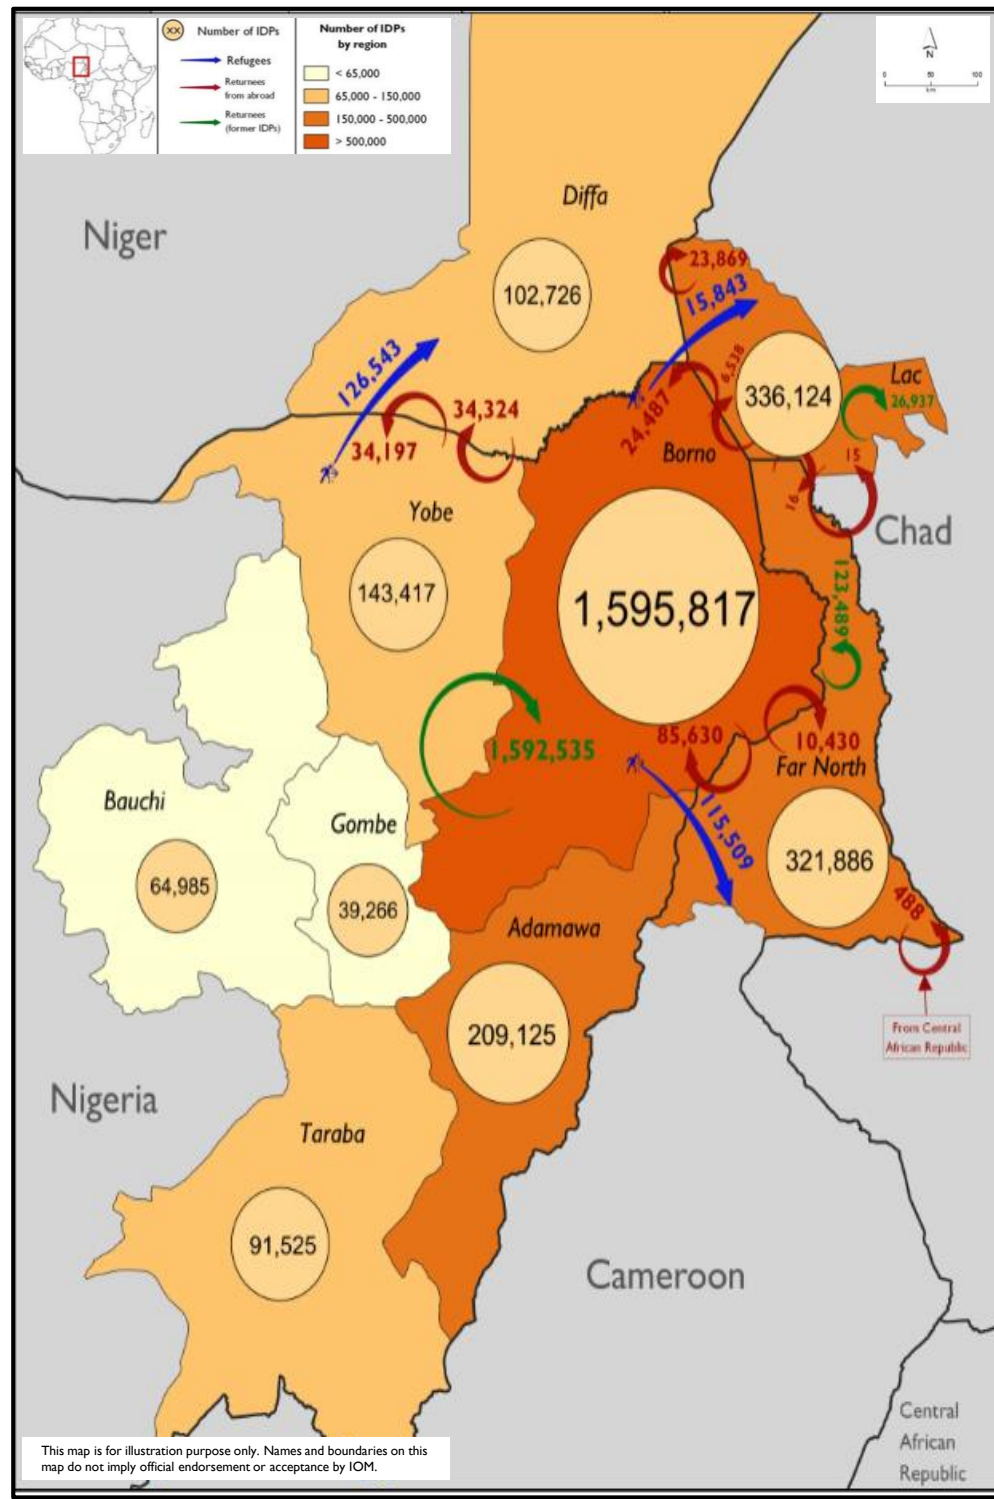 XX
Number of IDPs
Refugees
Returnees
from abroad
Returnees
(former IDPs)
Number of IDPs
by region
< 65,000
65,000 - 150,000
150,000 - 500,000
> 500,000
N
0 50 100
km
Diffa
Niger
102,726
23,869
15,843
126,543
6,538
336,124
Lac
26,937
34,324
34,197
24,487
Borno
15
16
Yobe
Chad
143,417
1,595,817
123,489
1,592,535
85,630
10,430
Far North
115,509
Bauchi
Gombe
64,985
39,266
321,886
488
Adamawa
209,125
From Central
African Republic
Nigeria
Taraba
91,525
Cameroon
Central
African
Republic
This map is for illustration purpose only. Names and boundaries on this
map do not imply official endorsement or acceptance by IOM.